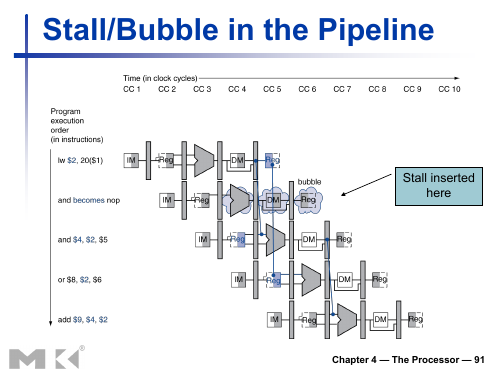 Stall/Bubble in the Pipeline
Time (in clock cycles)
CC 1 CC 2 CC 3 CC 4 CC 5 CC 6 CC 7 CC 8 CC 9 CC 10
Program
execution
order
(in instructions)
lw $2, 20($1) IM Reg DM Reg
bubble
and becomes nop IM Reg DM Reg
Stall inserted
here
and $4, $2, $5 IM Reg DM Reg
or $8, $2, $6 IM Reg DM Reg
add $9, $4, $2 IM Reg DM Reg
MK®
Chapter 4 — The Processor — 91